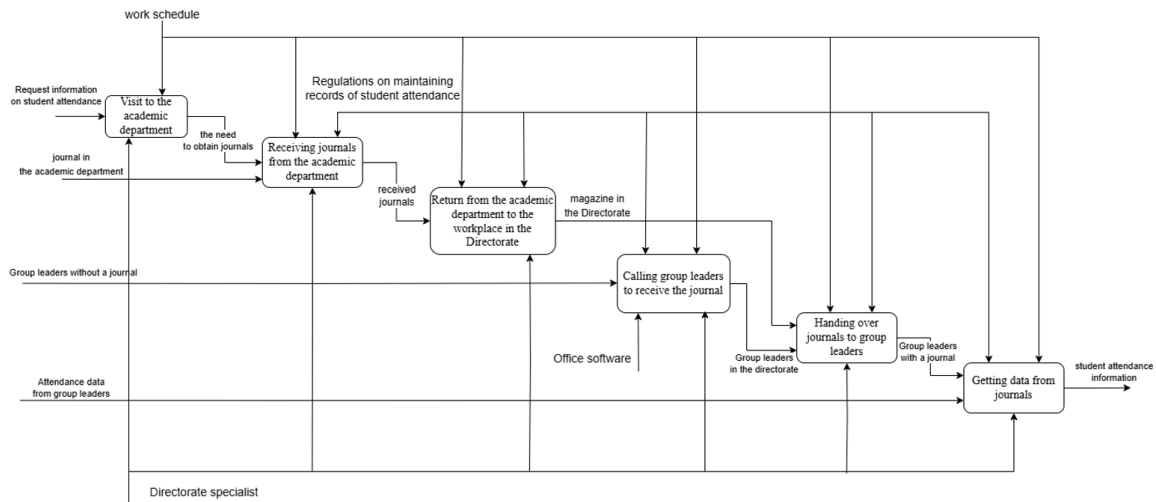 work schedule
Request information
on student attendance
Visit to the
academic
department
Regulations on maintaining
records of student attendance
the need
to obtain journals
Receiving journals
from the academic
department
journal in
the academic department
received
journals
Return from the academic
department to the
workplace in the
Directorate
magazine in
the Directorate
Group leaders without a journal
Calling group leaders
to receive the journal
Office software
Group leaders
in the directorate
Handing over
journals to group
leaders
Group leaders
with a journal
Attendance data
from group leaders
Getting data from
journals
student attendance
information
Directorate specialist